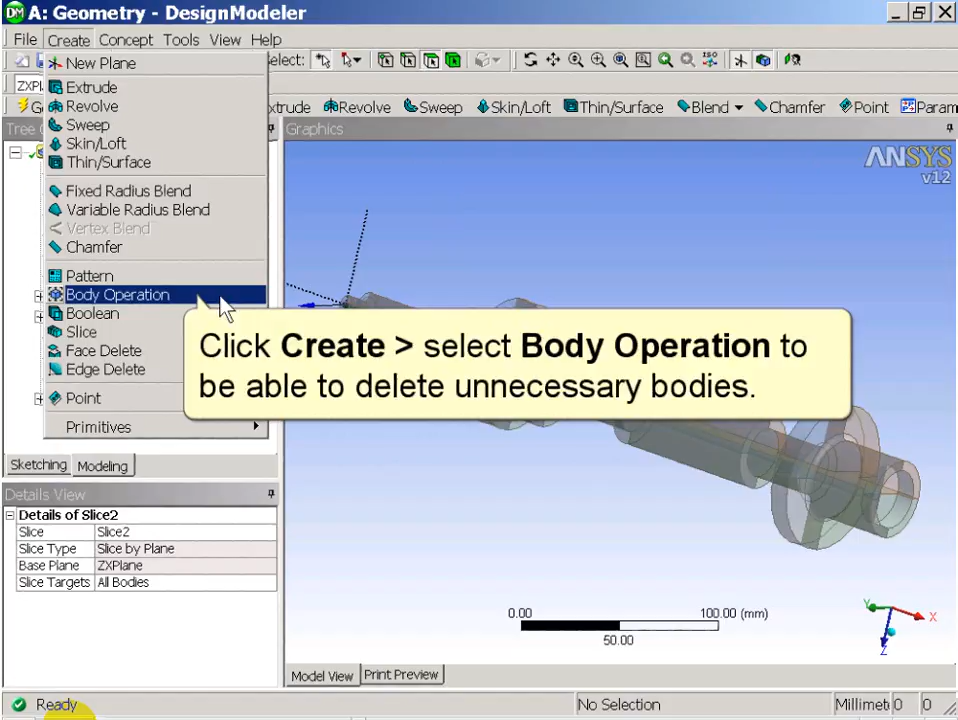 A: Geometry - DesignModeler
File Create Concept Tools View Help
New Plane
Select:
Extrude
Revolve
Sweep
Skin/Loft
Thin/Surface
Fixed Radius Blend
Variable Radius Blend
Vertex Blend
Chamfer
Pattern
Body Operation
Boolean
Slice
Face Delete
Edge Delete
Point
Primitives
xtrude Revolve Sweep Skin/Loft Thin/Surface Blend Chamfer Point Param
Graphics
ANSYS
v12
Click Create > select Body Operation to
be able to delete unnecessary bodies.
Sketching Modeling
Details View
Details of Slice2
Slice Slice2
Slice Type Slice by Plane
Base Plane ZXPlane
Slice Targets All Bodies
0.00 100.00 (mm)
50.00
Y X Z
Model View Print Preview
Ready No Selection Millimet 0 0